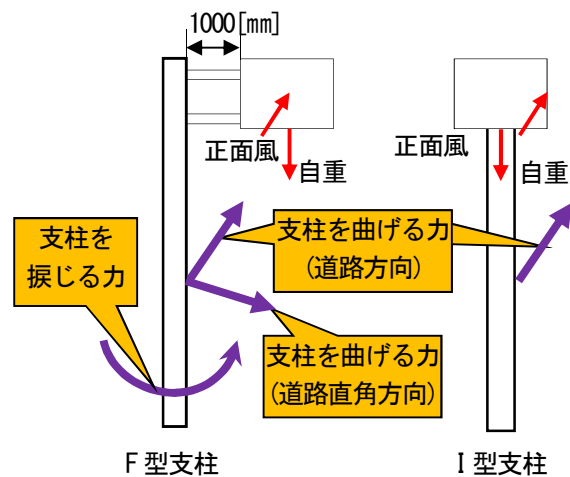 1000[mm]
正面風
自重
正面風
自重
支柱を
捩じる力
支柱を曲げる力
(道路方向)
支柱を曲げる力
(道路直角方向)
F型支柱
I型支柱